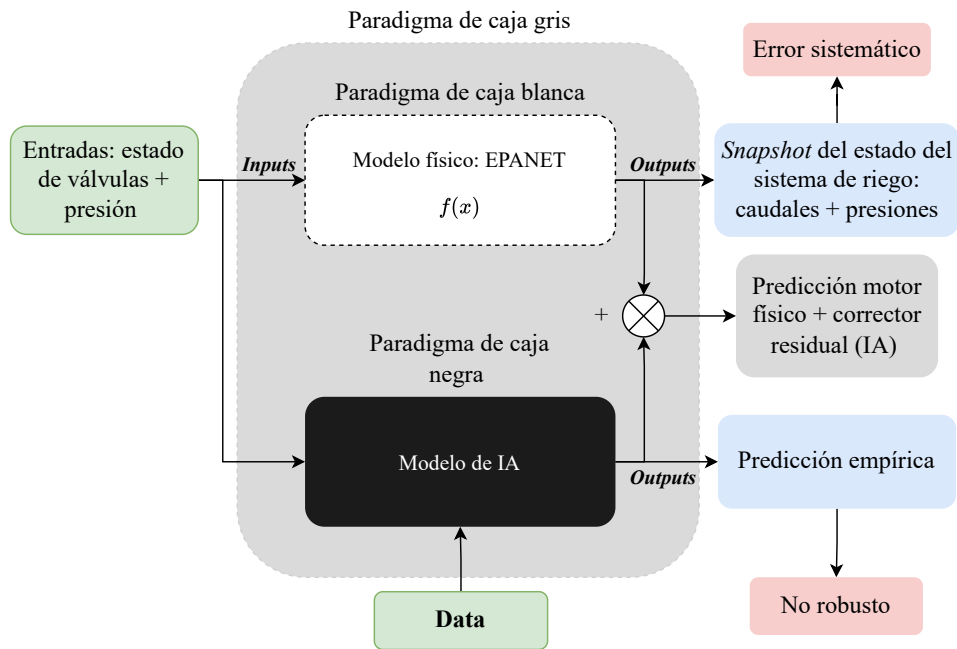 Paradigma de caja gris
Error sistemático
Paradigma de caja blanca
Entradas: estado
de válvulas +
presión
Inputs
Modelo físico: EPANET
f(x)
Outputs
Snapshot del estado del
sistema de riego:
caudales + presiones
+
Predicción motor
físico + corrector
residual (IA)
Paradigma de caja
negra
Modelo de IA
Outputs
Predicción empírica
Data
No robusto